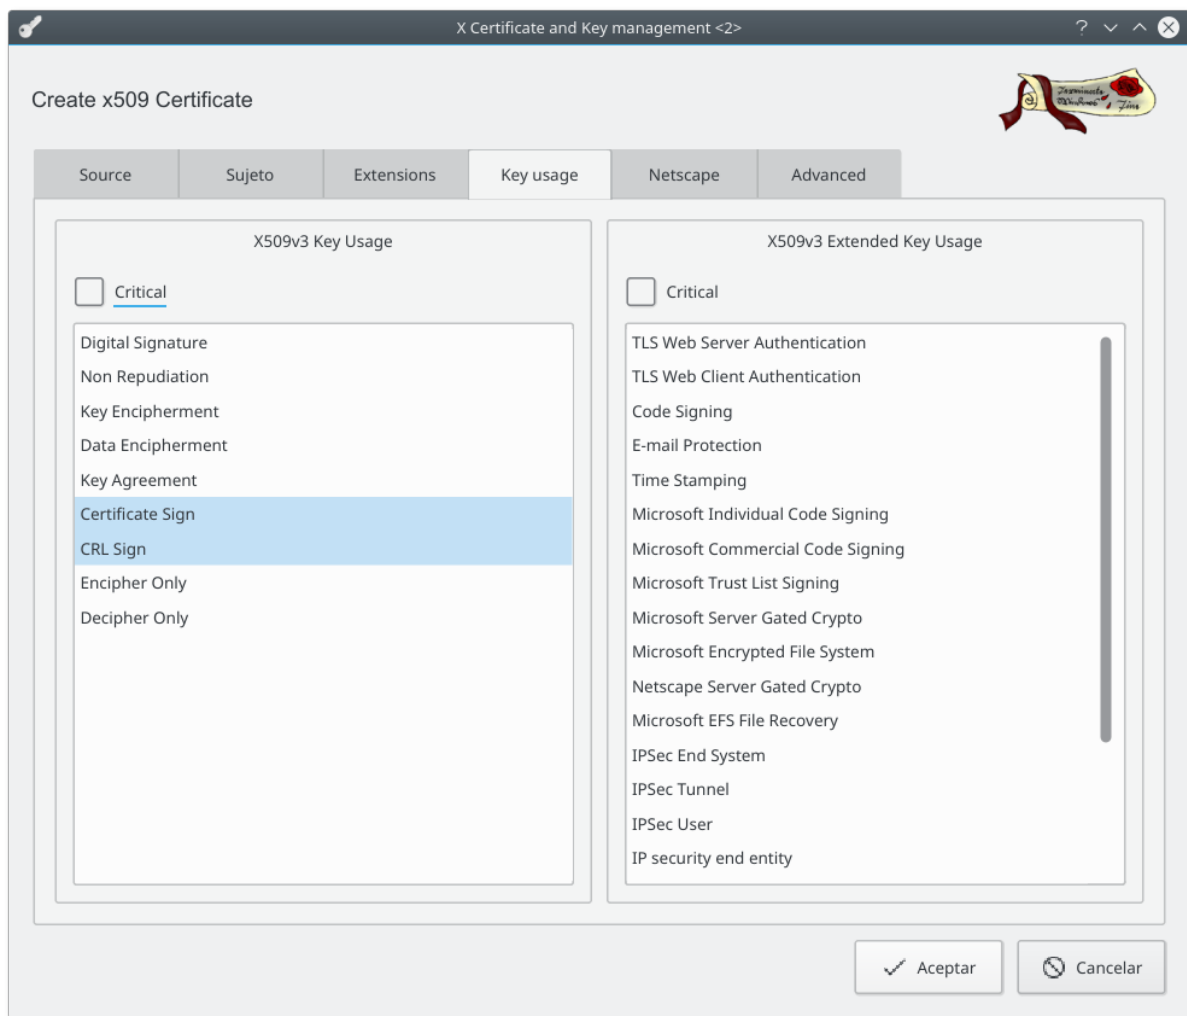 X Certificate and Key management <2>
Create x509 Certificate
Source
Sujeto
Extensions
Key usage
Netscape
Advanced
X509v3 Key Usage
Critical
Digital Signature
Non Repudiation
Key Encipherment
Data Encipherment
Key Agreement
Certificate Sign
CRL Sign
Encipher Only
Decipher Only
X509v3 Extended Key Usage
Critical
TLS Web Server Authentication
TLS Web Client Authentication
Code Signing
E-mail Protection
Time Stamping
Microsoft Individual Code Signing
Microsoft Commercial Code Signing
Microsoft Trust List Signing
Microsoft Server Gated Crypto
Microsoft Encrypted File System
Netscape Server Gated Crypto
Microsoft EFS File Recovery
IPSec End System
IPSec Tunnel
IPSec User
IP security end entity
Aceptar
Cancelar